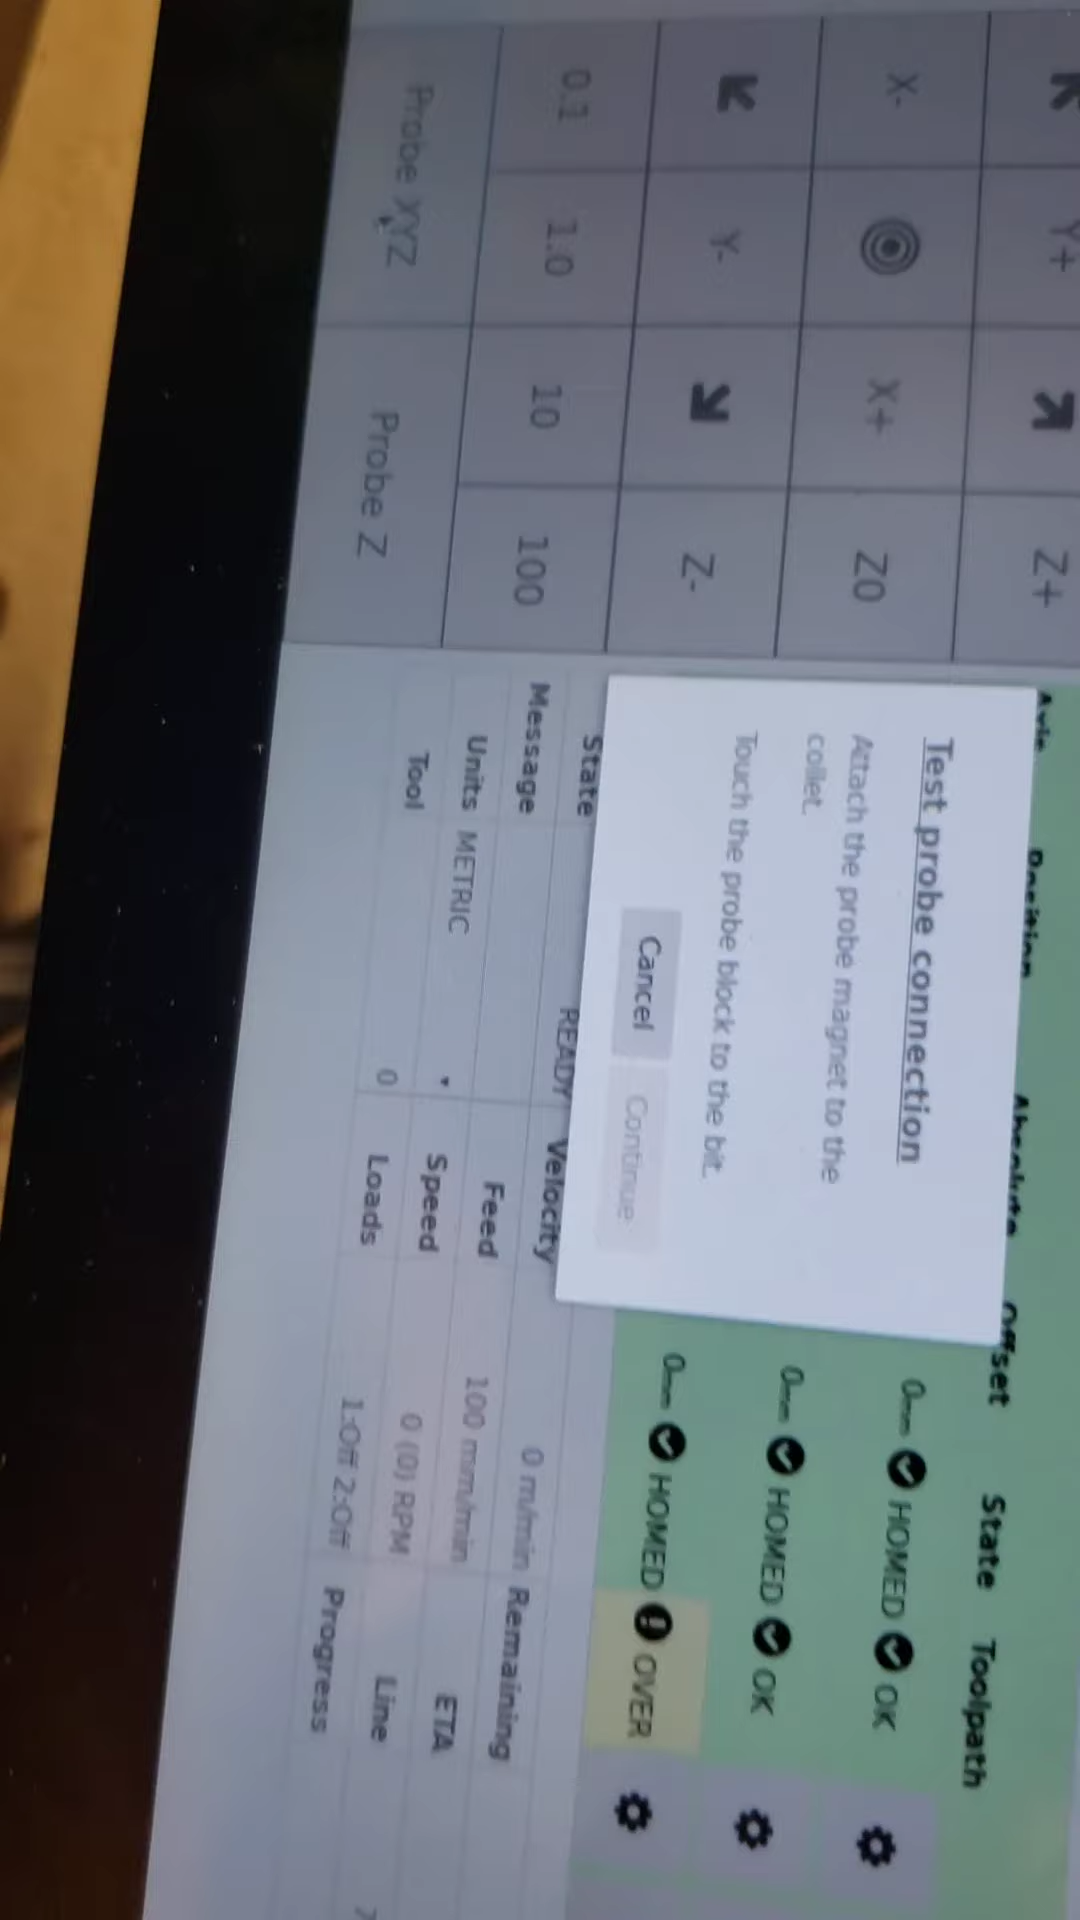 Y+ Z+
X- X+ Z0
Y- Z-
0.1 1.0 10 100
Probe XYZ Probe Z
Offset State Toolpath
0mm HOMED OK
0mm HOMED OK
0mm HOMED OVER
Test probe connection
Attach the probe magnet to the
collet.
Touch the probe block to the bit.
Cancel Continue
State READY Velocity 0 m/min Remaining
Message Feed 100 mm/min ETA
Units METRIC Speed 0 (0) RPM Line
Tool 0 Loads 1:Off 2:Off Progress